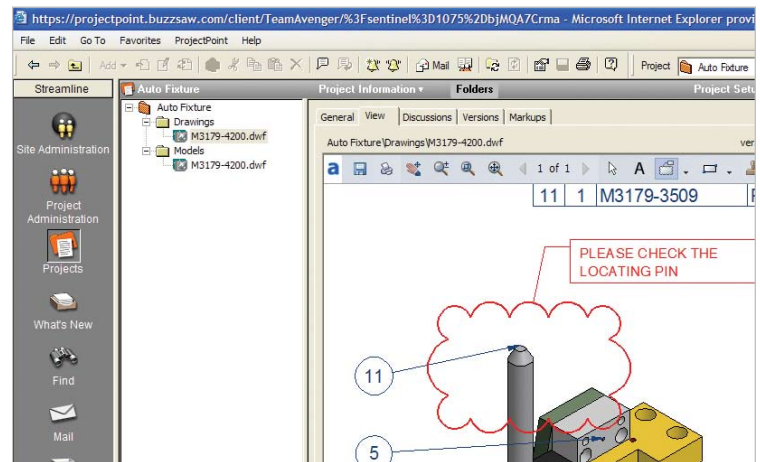 https://projectpoint.buzzsaw.com/client/TeamAvenger/%3Fsentinel%3D1075%2DbjMQA7Crma - Microsoft Internet Explorer provi
File Edit Go To Favorites ProjectPoint Help
Add Mail Project Auto Fixture
Streamline
Auto Fixture
Project Information Folders Project Setu
Site Administration
Project
Administration
Projects
What's New
Find
Mail
Auto Fixture
Drawings
M3179-4200.dwf
Models
M3179-4200.dwf
General View Discussions Versions Markups
Auto Fixture\Drawings\M3179-4200.dwf ver
a 1 of 1 A
11 1 M3179-3509
PLEASE CHECK THE
LOCATING PIN
11
5